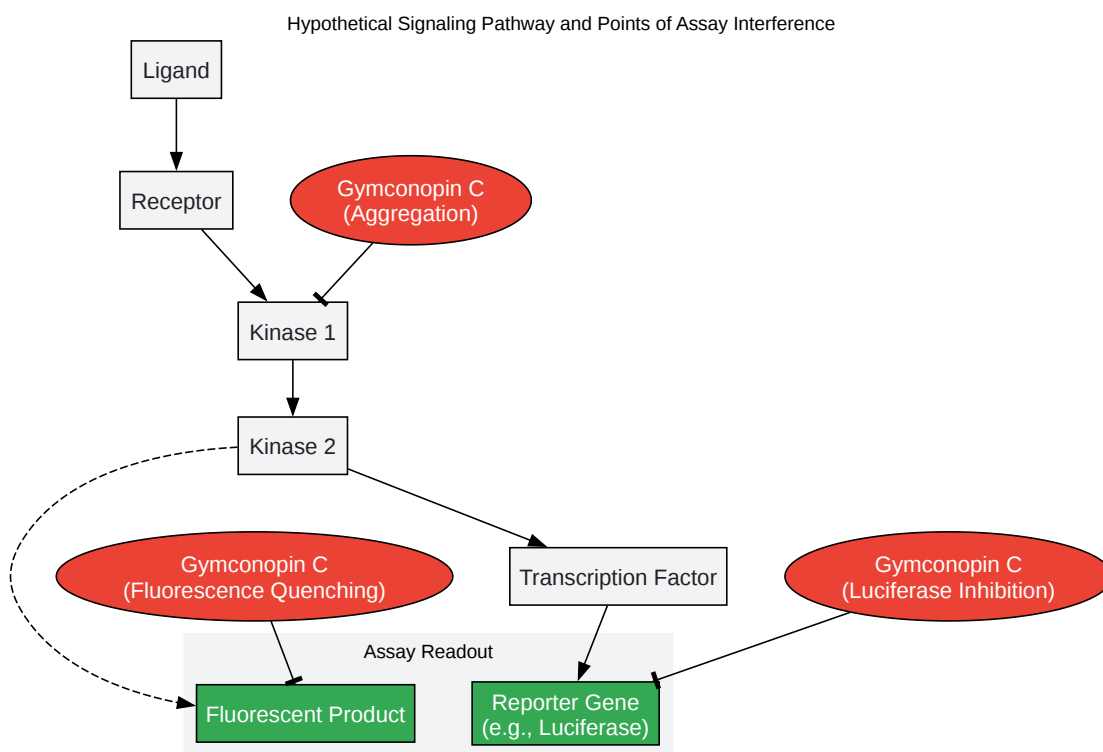 Hypothetical Signaling Pathway and Points of Assay Interference
Ligand
Receptor
Gymconopin C
(Aggregation)
Kinase 1
Kinase 2
Gymconopin C
(Fluorescence Quenching)
Transcription Factor
Gymconopin C
(Luciferase Inhibition)
Assay Readout
Fluorescent Product
Reporter Gene
(e.g., Luciferase)